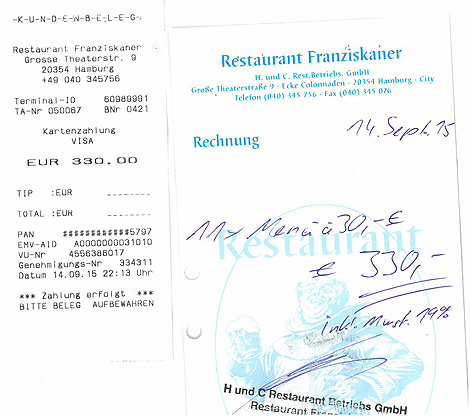 -K-U-N-D-E-N-B-E-L-E-G-
Restaurant Franziskaner
Grosse Theaterstr. 9
20354 Hamburg
+49 040 345756
Terminal-ID 60989991
TA-Nr 050067 BNr 0421
Kartenzahlung
VISA
EUR 330.00
TIP :EUR --------
TOTAL :EUR --------
PAN ############5797
EMV-AID A0000000031010
VU-Nr 4556386017
Genehmigungs-Nr 334311
Datum 14.09.15 22:13 Uhr
*** Zahlung erfolgt ***
BITTE BELEG AUFBEWAHREN
Restaurant Franziskaner
H. und C. Rest.Betriebs. GmbH
Große Theaterstraße 9 · Ecke Colonnaden · 20354 Hamburg · City
Telefon (040) 345 756 · Fax (040) 345 076
14. Sept. 15
Rechnung
11 x Menü à 30,- €
Restaurant
€ 330,-
inkl. Mwst. 19%
H und C Restaurant Betriebs GmbH
Restaurant